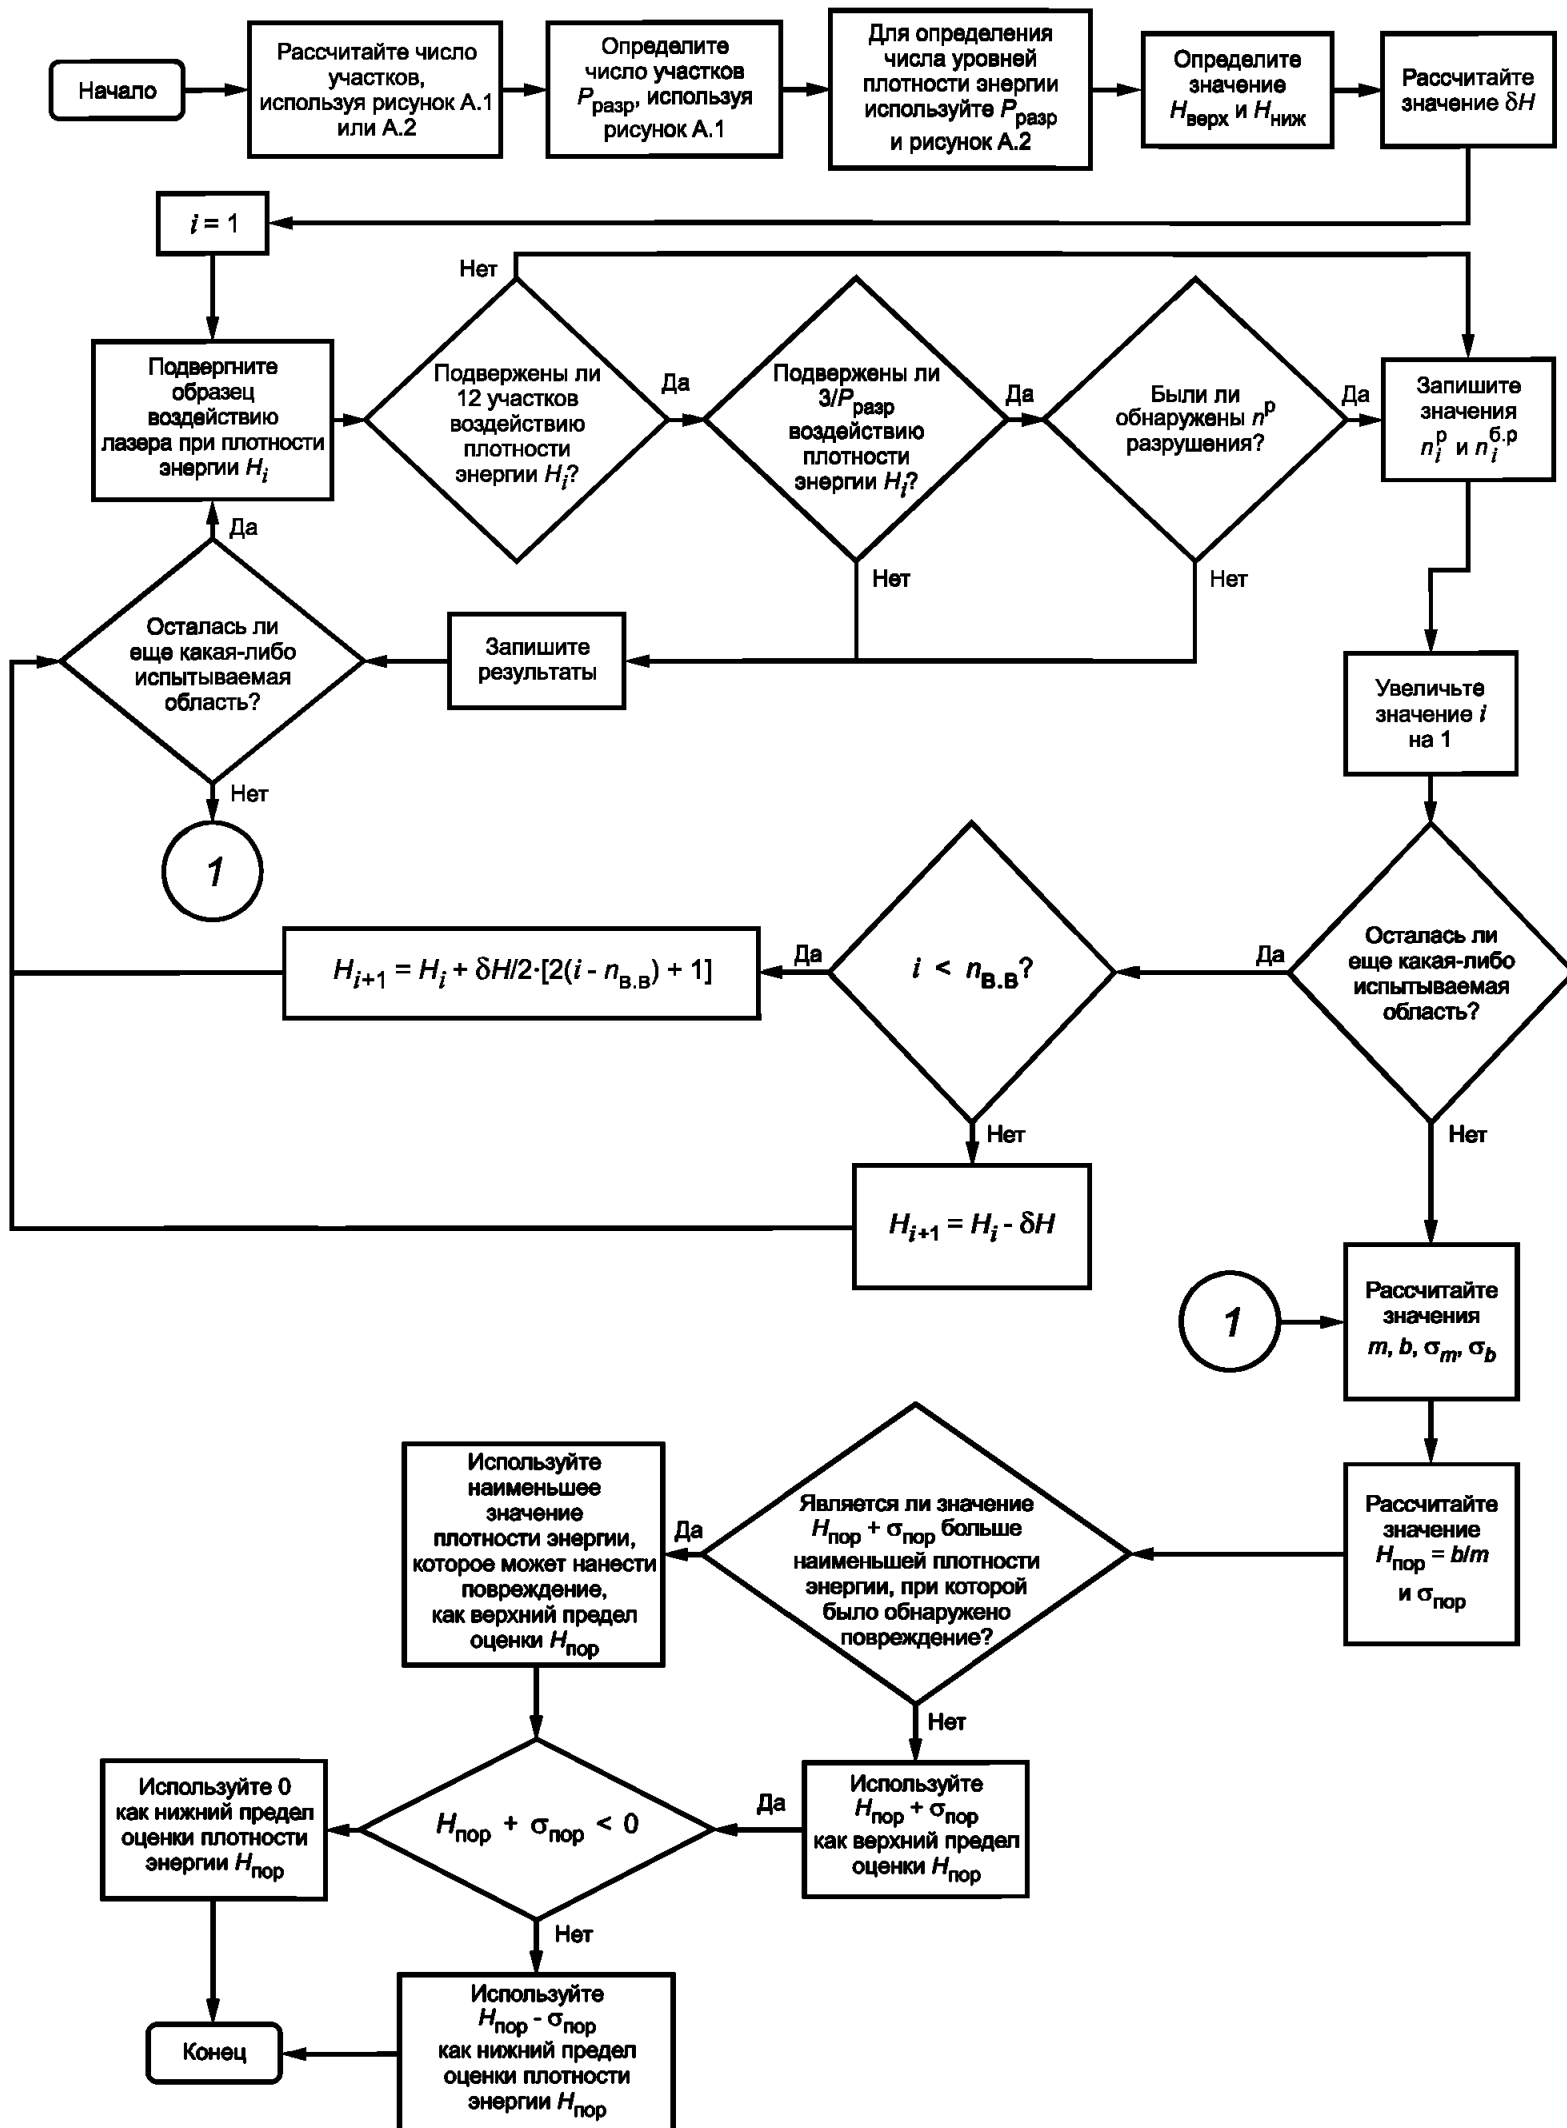 Начало
Рассчитайте число
участков,
используя рисунок А.1
или А.2
Определите
число участков
Pразр, используя
рисунок А.1
Для определения
числа уровней
плотности энергии
используйте Pразр
и рисунок А.2
Определите
значение
Hверх и Hниж
Рассчитайте
значение δH
i = 1
Подвергните
образец
воздействию
лазера при плотности
энергии Hi
Нет
Подвержены ли
12 участков
воздействию
плотности
энергии Hi?
Да
Подвержены ли
3/Pразр
воздействию
плотности
энергии Hi?
Да
Нет
Были ли
обнаружены nр
разрушения?
Да
Нет
Запишите
значения
niр и niб.р
Да
Осталась ли
еще какая-либо
испытываемая
область?
Нет
Запишите
результаты
1
Увеличьте
значение i
на 1
Осталась ли
еще какая-либо
испытываемая
область?
Да
Нет
i < nв.в?
Да
Нет
Hi+1 = Hi + δH/2·[2(i - nв.в) + 1]
Hi+1 = Hi - δH
1
Рассчитайте
значения
m, b, σm, σb
Рассчитайте
значение
Hпор = b/m
и σпор
Является ли значение
Hпор + σпор больше
наименьшей плотности
энергии, при которой
было обнаружено
повреждение?
Да
Нет
Используйте
наименьшее
значение
плотности энергии,
которое может нанести
повреждение,
как верхний предел
оценки Hпор
Используйте
Hпор + σпор
как верхний предел
оценки Hпор
Да
Hпор + σпор < 0
Нет
Используйте 0
как нижний предел
оценки плотности
энергии Hпор
Используйте
Hпор - σпор
как нижний предел
оценки плотности
энергии Hпор
Конец